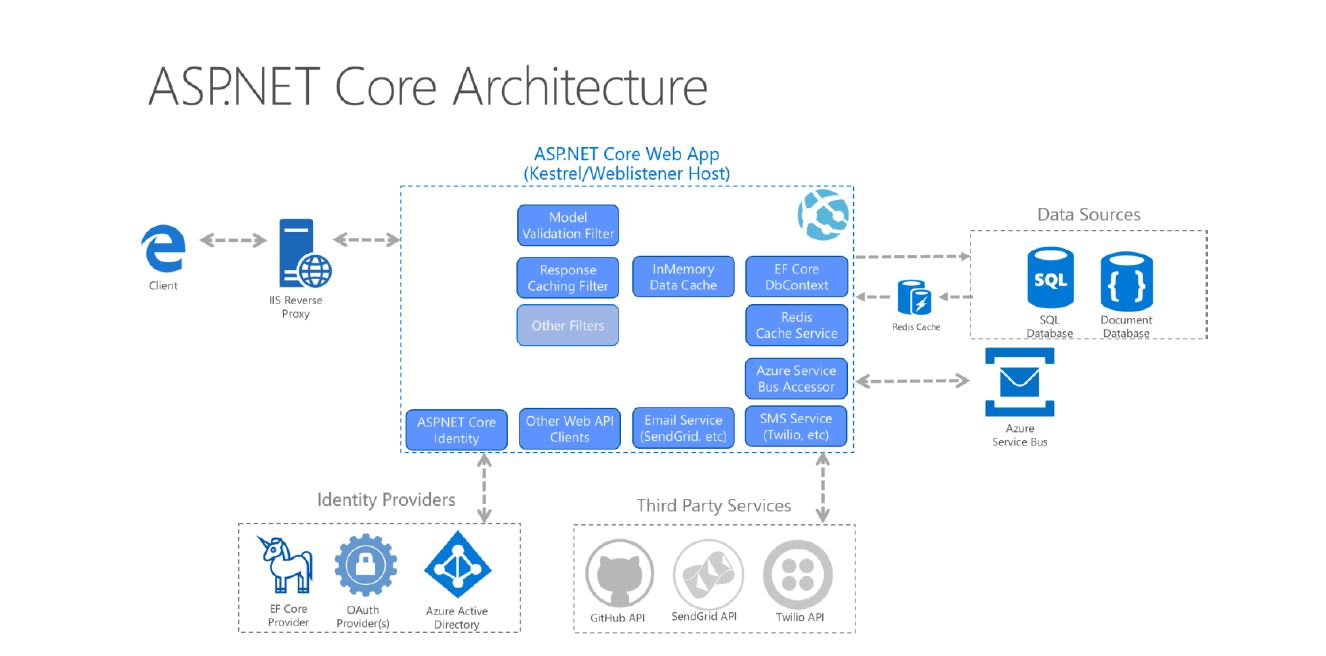 ASP.NET Core Architecture
ASP.NET Core Web App
(Kestrel/Weblistener Host)
Client
IIS Reverse
Proxy
Model
Validation Filter
Response
Caching Filter
Other Filters
InMemory
Data Cache
EF Core
DbContext
Redis
Cache Service
Azure Service
Bus Accessor
ASPNET Core
Identity
Other Web API
Clients
Email Service
(SendGrid, etc)
SMS Service
(Twilio, etc)
Redis Cache
Data Sources
SQL
SQL
Database
{ }
Document
Database
Azure
Service Bus
Identity Providers
EF Core
Provider
OAuth
Provider(s)
Azure Active
Directory
Third Party Services
GitHub API
SendGrid API
Twilio API